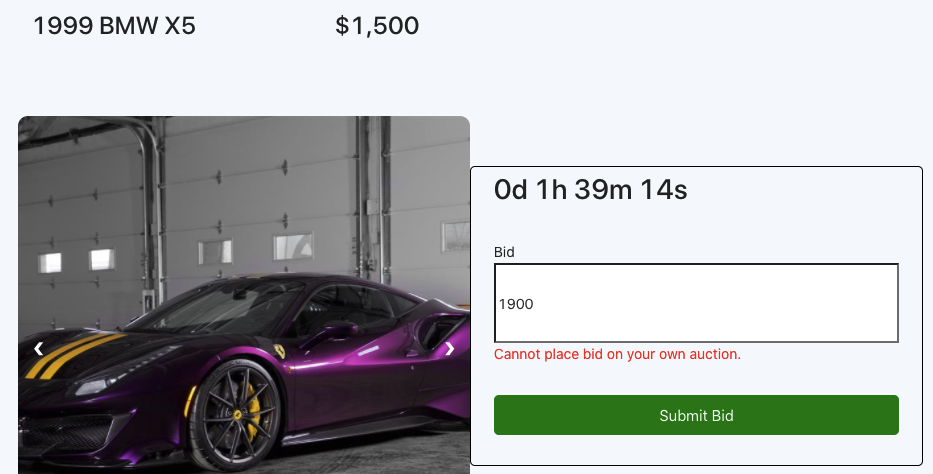 1999 BMW X5 $1,500
0d 1h 39m 14s
Bid
1900
Cannot place bid on your own auction.
Submit Bid